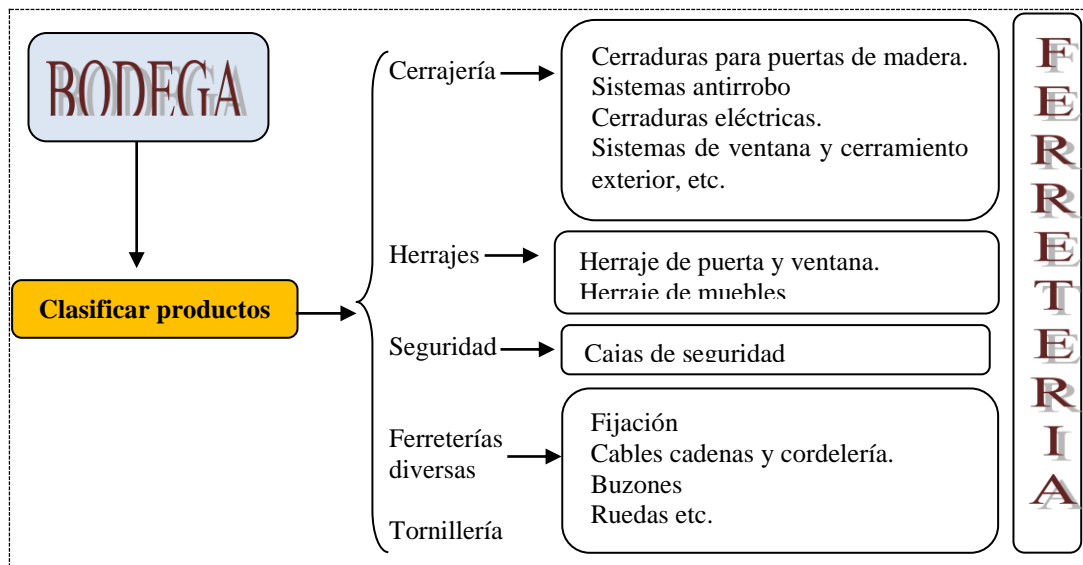 BODEGA
Clasificar productos
Cerrajería
Cerraduras para puertas de madera.
Sistemas antirrobo
Cerraduras eléctricas.
Sistemas de ventana y cerramiento
exterior, etc.
Herrajes
Herraje de puerta y ventana.
Herraje de muebles
Seguridad
Cajas de seguridad
Ferreterías
diversas
Fijación
Cables cadenas y cordelería.
Buzones
Ruedas etc.
Tornillería
FERRETERIA